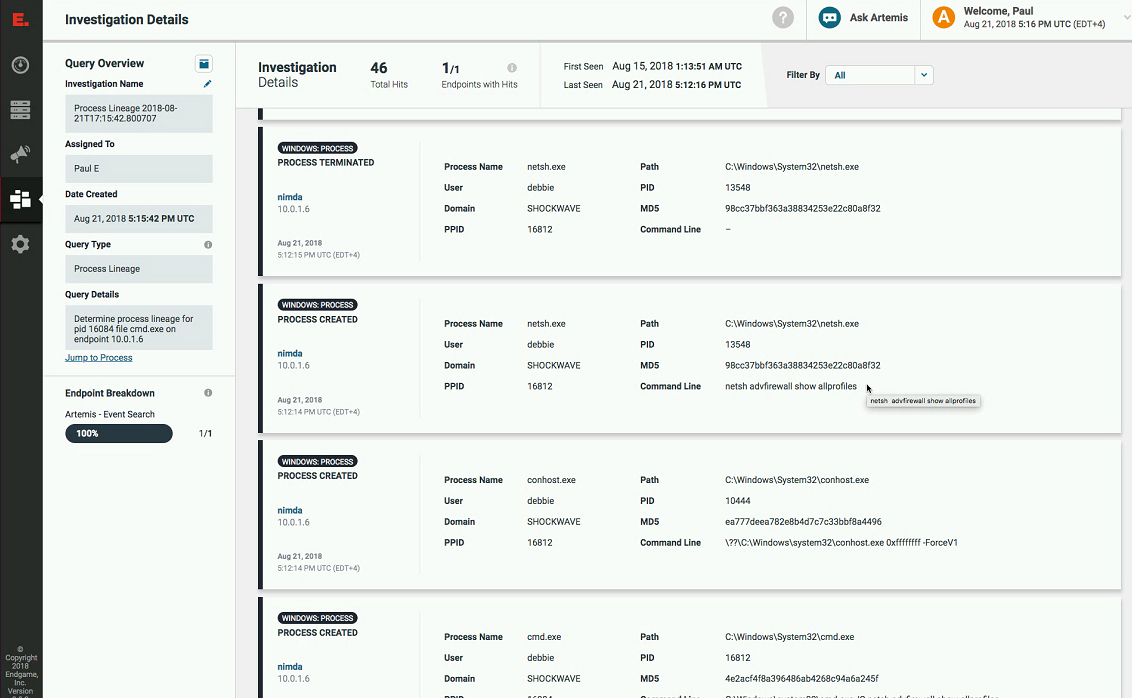 E.
Investigation Details
?
Ask Artemis
A
Welcome, Paul
Aug 21, 2018 5:16 PM UTC (EDT+4)
Query Overview
Investigation Name
Process Lineage 2018-08-
21T17:15:42.800707
Assigned To
Paul E
Date Created
Aug 21, 2018 5:15:42 PM UTC
Query Type
Process Lineage
Query Details
Determine process lineage for
pid 16084 file cmd.exe on
endpoint 10.0.1.6
Jump to Process
Endpoint Breakdown
Artemis - Event Search
100% 1/1
© 
Copyright
2018
Endgame,
Inc.
Version
Investigation
Details
46
Total Hits
1/1
Endpoints with Hits
First Seen Aug 15, 2018 1:13:51 AM UTC
Last Seen Aug 21, 2018 5:12:16 PM UTC
Filter By All
WINDOWS: PROCESS
PROCESS TERMINATED
nimda
10.0.1.6
Aug 21, 2018
5:12:15 PM UTC (EDT+4)
Process Name netsh.exe Path C:\Windows\System32\netsh.exe
User debbie PID 13548
Domain SHOCKWAVE MD5 98cc37bbf363a38834253e22c80a8f32
PPID 16812 Command Line –
WINDOWS: PROCESS
PROCESS CREATED
nimda
10.0.1.6
Aug 21, 2018
5:12:14 PM UTC (EDT+4)
Process Name netsh.exe Path C:\Windows\System32\netsh.exe
User debbie PID 13548
Domain SHOCKWAVE MD5 98cc37bbf363a38834253e22c80a8f32
PPID 16812 Command Line netsh advfirewall show allprofiles
netsh advfirewall show allprofiles
WINDOWS: PROCESS
PROCESS CREATED
nimda
10.0.1.6
Aug 21, 2018
5:12:14 PM UTC (EDT+4)
Process Name conhost.exe Path C:\Windows\System32\conhost.exe
User debbie PID 10444
Domain SHOCKWAVE MD5 ea777deea782e8b4d7c7c33bbf8a4496
PPID 16812 Command Line \??\C:\Windows\system32\conhost.exe 0xffffffff -ForceV1
WINDOWS: PROCESS
PROCESS CREATED
nimda
10.0.1.6
Process Name cmd.exe Path C:\Windows\System32\cmd.exe
User debbie PID 16812
Domain SHOCKWAVE MD5 4e2acf4f8a396486ab4268c94a6a245f